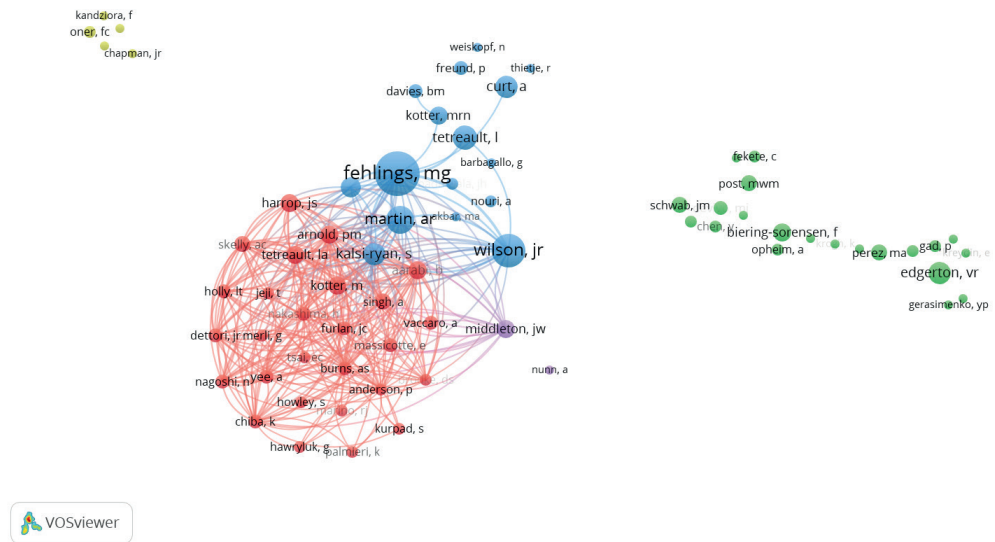 kandziora, f
oner, fc
chapman, jr
weiskopf, n
freund, p
thietje, r
davies, bm
curt, a
kotter, mrn
tetreault, l
barbagallo, g
fehlings, mg
nouri, a
harrop, js
martin, ar
akbar, ma
arnold, pm
skelly, ac
tetreault, la
kalsi-ryan, s
wilson, jr
aarabi, b
holly, lt
jeji, t
kotter, m
singh, a
nakashima, h
furlan, jc
vaccaro, a
middleton, jw
dettori, jr
merli, g
massicotte, e
tsai, ec
burns, as
nunn, a
nagoshi, n
yee, a
anderson, p
howley, s
marino, rj
chiba, k
kurpad, s
hawryluk, g
palmieri, k
fekete, c
post, mwm
schwab, jm
biering-sorensen, f
opheim, a
perez, ma
gad, p
edgerton, vr
gerasimenko, yp
VOSviewer